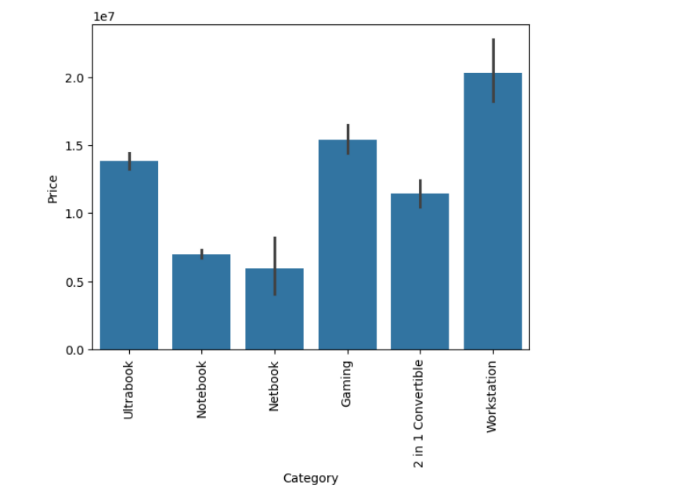 1e7
2.0
1.5
1.0
0.5
0.0
Price
Ultrabook
Notebook
Netbook
Gaming
2 in 1 Convertible
Workstation
Category